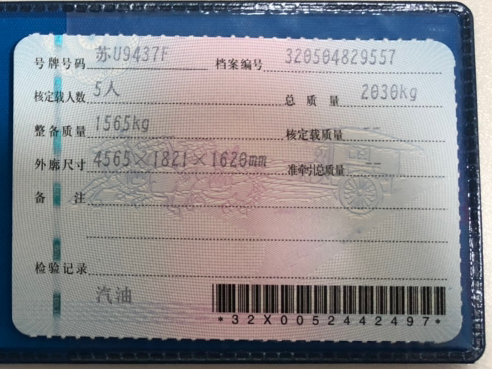 号牌号码 苏U9437F 档案编号 320504829557
核定载人数 5人 总质量 2030kg
整备质量 1565kg 核定载质量 --
外廓尺寸 4565×1821×1620mm 准牵引总质量 --
备注
检验记录
汽油
*32X0052442497*